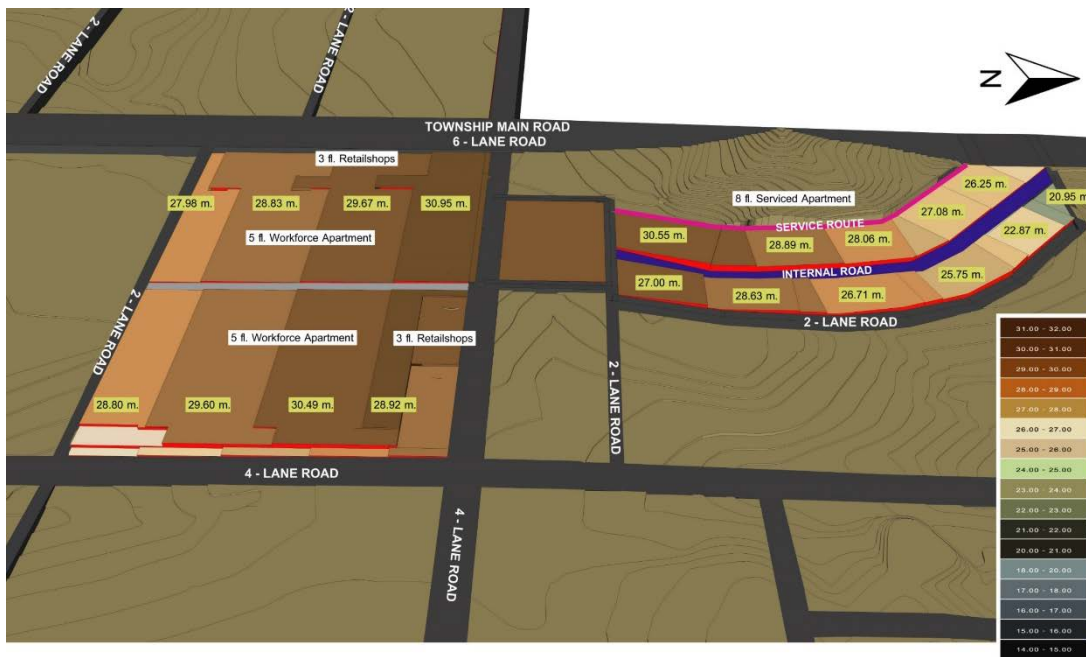 2 - LANE ROAD
2 - LANE ROAD
TOWNSHIP MAIN ROAD
6 - LANE ROAD
N
3 fl. Retailshops
27.98 m.
28.83 m.
29.67 m.
30.95 m.
5 fl. Workforce Apartment
8 fl. Serviced Apartment
SERVICE ROUTE
26.25 m.
20.95 m.
27.08 m.
22.87 m.
30.55 m.
28.89 m.
28.06 m.
INTERNAL ROAD
25.75 m.
27.00 m.
28.63 m.
26.71 m.
2 - LANE ROAD
2 - LANE ROAD
5 fl. Workforce Apartment
3 fl. Retailshops
2 - LANE ROAD
28.80 m.
29.60 m.
30.49 m.
28.92 m.
4 - LANE ROAD
4 - LANE ROAD
31.00 - 32.00
30.00 - 31.00
29.00 - 30.00
28.00 - 29.00
27.00 - 28.00
26.00 - 27.00
25.00 - 26.00
24.00 - 25.00
23.00 - 24.00
22.00 - 23.00
21.00 - 22.00
20.00 - 21.00
18.00 - 20.00
17.00 - 18.00
16.00 - 17.00
15.00 - 16.00
14.00 - 15.00